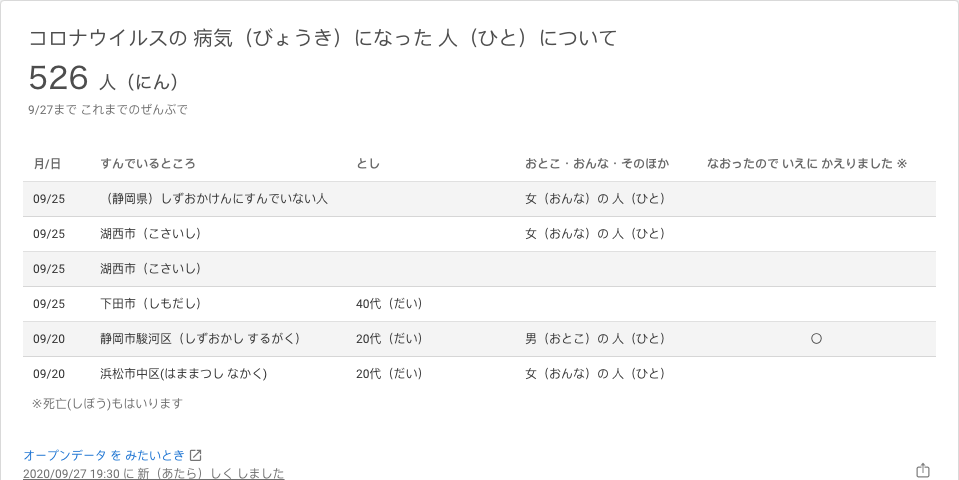 コロナウイルスの 病気（びょうき）になった 人（ひと）について
526 人（にん）
9/27まで これまでのぜんぶで
月/日 すんでいるところ とし おとこ・おんな・そのほか なおったので いえに かえりました ※
09/25 （静岡県）しずおかけんにすんでいない人 女（おんな）の 人（ひと）
09/25 湖西市（こさいし） 女（おんな）の 人（ひと）
09/25 湖西市（こさいし）
09/25 下田市（しもだし） 40代（だい）
09/20 静岡市駿河区（しずおかし するがく） 20代（だい） 男（おとこ）の 人（ひと） ○
09/20 浜松市中区(はままつし なかく) 20代（だい） 女（おんな）の 人（ひと）
※死亡(しぼう)もはいります
オープンデータ を みたいとき
2020/09/27 19:30 に 新（あたら）しく しました